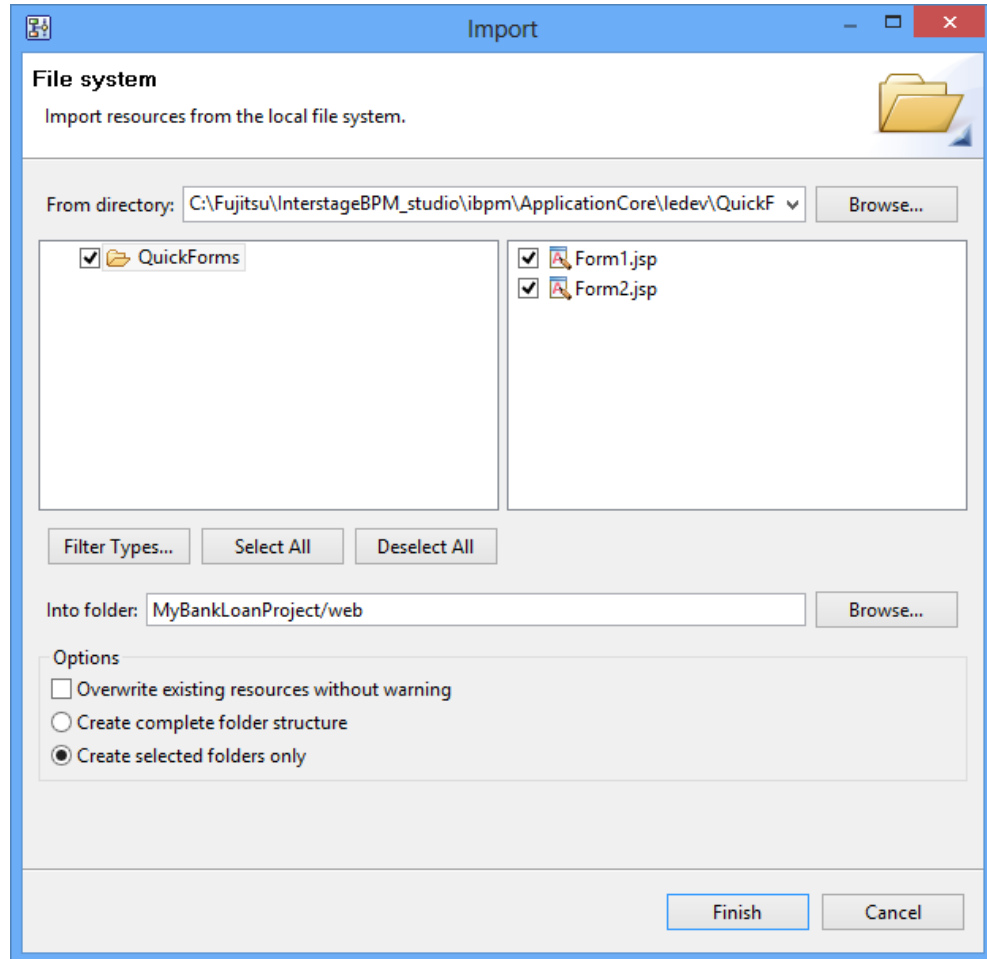 Import
File system
Import resources from the local file system.
From directory: C:\Fujitsu\InterstageBPM_studio\ibpm\ApplicationCore\ledev\QuickF Browse...
QuickForms
Form1.jsp
Form2.jsp
Filter Types... Select All Deselect All
Into folder: MyBankLoanProject/web Browse...
Options
Overwrite existing resources without warning
Create complete folder structure
Create selected folders only
Finish Cancel